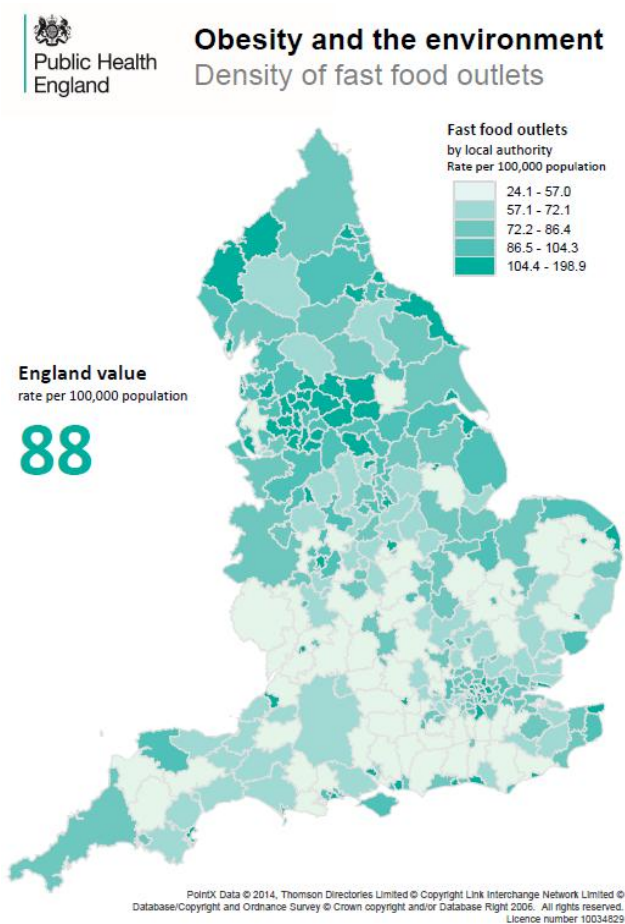 Public Health
England
Obesity and the environment
Density of fast food outlets
Fast food outlets
by local authority
Rate per 100,000 population
24.1 - 57.0
57.1 - 72.1
72.2 - 86.4
86.5 - 104.3
104.4 - 198.9
England value
rate per 100,000 population
88
PointX Data © 2014, Thomson Directories Limited © Copyright Link Interchange Network Limited ©
Database/Copyright and Ordnance Survey © Crown copyright and/or Database Right 2006. All rights reserved.
Licence number 10034829